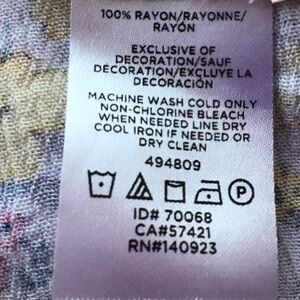 100% RAYON/RAYONNE/
RAYÓN
EXCLUSIVE OF
DECORATION/SAUF
DÉCORATION/EXCLUYE LA
DECORACIÓN
MACHINE WASH COLD ONLY
NON-CHLORINE BLEACH
WHEN NEEDED LINE DRY
COOL IRON IF NEEDED OR
DRY CLEAN
494809
P
ID# 70068
CA#57421
RN#140923